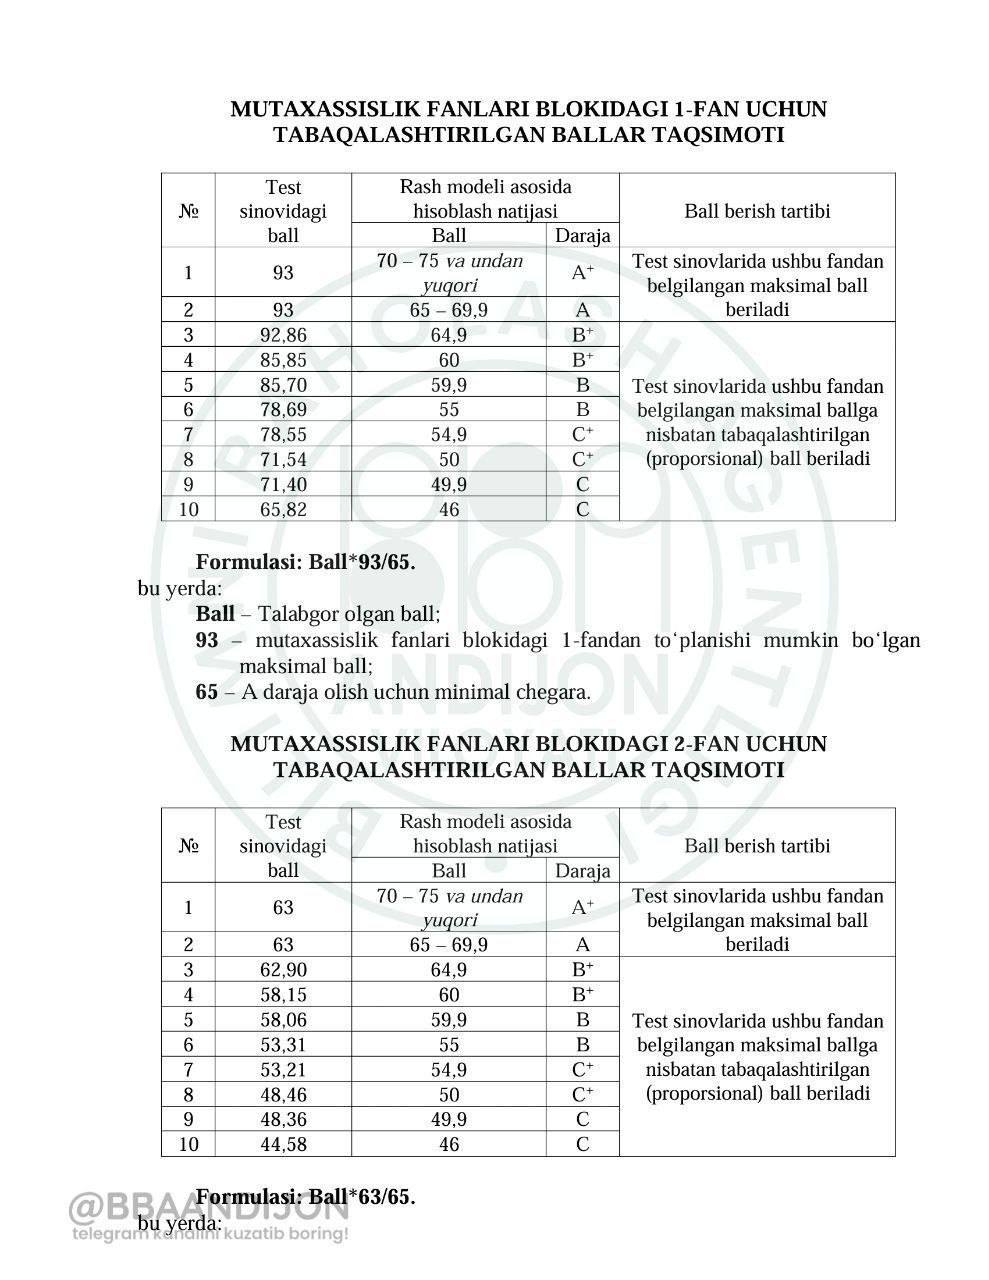 MUTAXASSISLIK FANLARI BLOKIDAGI 1-FAN UCHUN
TABAQALASHTIRILGAN BALLAR TAQSIMOTI
№
Test
sinovidagi
ball
Rash modeli asosida
hisoblash natijasi
Ball
Daraja
Ball berish tartibi
1 93 70 – 75 va undan
yuqori A⁺
2 93 65 – 69,9 A
Test sinovlarida ushbu fandan
belgilangan maksimal ball
beriladi
3 92,86 64,9 B⁺
4 85,85 60 B⁺
5 85,70 59,9 B
6 78,69 55 B
7 78,55 54,9 C⁺
8 71,54 50 C⁺
9 71,40 49,9 C
10 65,82 46 C
Test sinovlarida ushbu fandan
belgilangan maksimal ballga
nisbatan tabaqalashtirilgan
(proporsional) ball beriladi
Formulasi: Ball*93/65.
bu yerda:
Ball – Talabgor olgan ball;
93 – mutaxassislik fanlari blokidagi 1-fandan to‘planishi mumkin bo‘lgan
maksimal ball;
65 – A daraja olish uchun minimal chegara.
MUTAXASSISLIK FANLARI BLOKIDAGI 2-FAN UCHUN
TABAQALASHTIRILGAN BALLAR TAQSIMOTI
№
Test
sinovidagi
ball
Rash modeli asosida
hisoblash natijasi
Ball
Daraja
Ball berish tartibi
1 63 70 – 75 va undan
yuqori A⁺
2 63 65 – 69,9 A
Test sinovlarida ushbu fandan
belgilangan maksimal ball
beriladi
3 62,90 64,9 B⁺
4 58,15 60 B⁺
5 58,06 59,9 B
6 53,31 55 B
7 53,21 54,9 C⁺
8 48,46 50 C⁺
9 48,36 49,9 C
10 44,58 46 C
Test sinovlarida ushbu fandan
belgilangan maksimal ballga
nisbatan tabaqalashtirilgan
(proporsional) ball beriladi
Formulasi: Ball*63/65.
bu yerda:
@BBAANDIJON
telegram kanalini kuzatib boring!
BILIMNI BAHOLASH AGENTLIGI
ANDIJON
VILOYATI